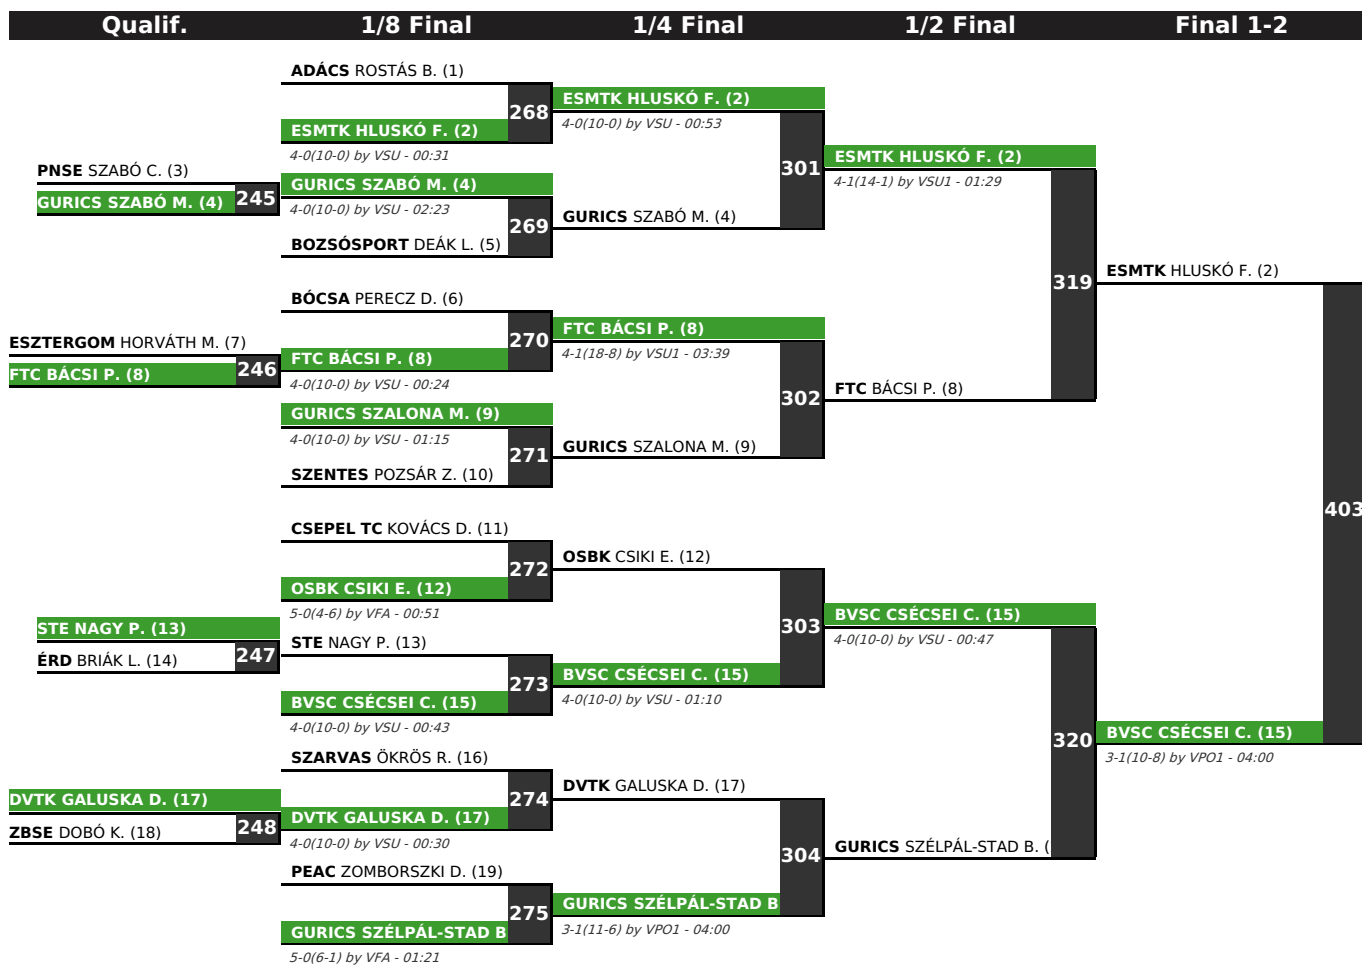 Qualif.
1/8 Final
1/4 Final
1/2 Final
Final 1-2
PNSE SZABÓ C. (3)
GURICS SZABÓ M. (4)
245
ESZTERGOM HORVÁTH M. (7)
FTC BÁCSI P. (8)
246
STE NAGY P. (13)
ÉRD BRIÁK L. (14)
247
DVTK GALUSKA D. (17)
ZBSE DOBÓ K. (18)
248
ADÁCS ROSTÁS B. (1)
268
ESMTK HLUSKÓ F. (2)
4-0(10-0) by VSU - 00:31
GURICS SZABÓ M. (4)
4-0(10-0) by VSU - 02:23
269
BOZSÓSPORT DEÁK L. (5)
BÓCSA PERECZ D. (6)
270
FTC BÁCSI P. (8)
4-0(10-0) by VSU - 00:24
GURICS SZALONA M. (9)
4-0(10-0) by VSU - 01:15
271
SZENTES POZSÁR Z. (10)
CSEPEL TC KOVÁCS D. (11)
272
OSBK CSIKI E. (12)
5-0(4-6) by VFA - 00:51
STE NAGY P. (13)
273
BVSC CSÉCSEI C. (15)
4-0(10-0) by VSU - 00:43
SZARVAS ÖKRÖS R. (16)
274
DVTK GALUSKA D. (17)
4-0(10-0) by VSU - 00:30
PEAC ZOMBORSZKI D. (19)
275
GURICS SZÉLPÁL-STAD B
5-0(6-1) by VFA - 01:21
ESMTK HLUSKÓ F. (2)
4-0(10-0) by VSU - 00:53
301
GURICS SZABÓ M. (4)
FTC BÁCSI P. (8)
4-1(18-8) by VSU1 - 03:39
302
GURICS SZALONA M. (9)
OSBK CSIKI E. (12)
303
BVSC CSÉCSEI C. (15)
4-0(10-0) by VSU - 01:10
DVTK GALUSKA D. (17)
304
GURICS SZÉLPÁL-STAD B
3-1(11-6) by VPO1 - 04:00
ESMTK HLUSKÓ F. (2)
4-1(14-1) by VSU1 - 01:29
319
FTC BÁCSI P. (8)
BVSC CSÉCSEI C. (15)
4-0(10-0) by VSU - 00:47
320
GURICS SZÉLPÁL-STAD B. (
ESMTK HLUSKÓ F. (2)
403
BVSC CSÉCSEI C. (15)
3-1(10-8) by VPO1 - 04:00